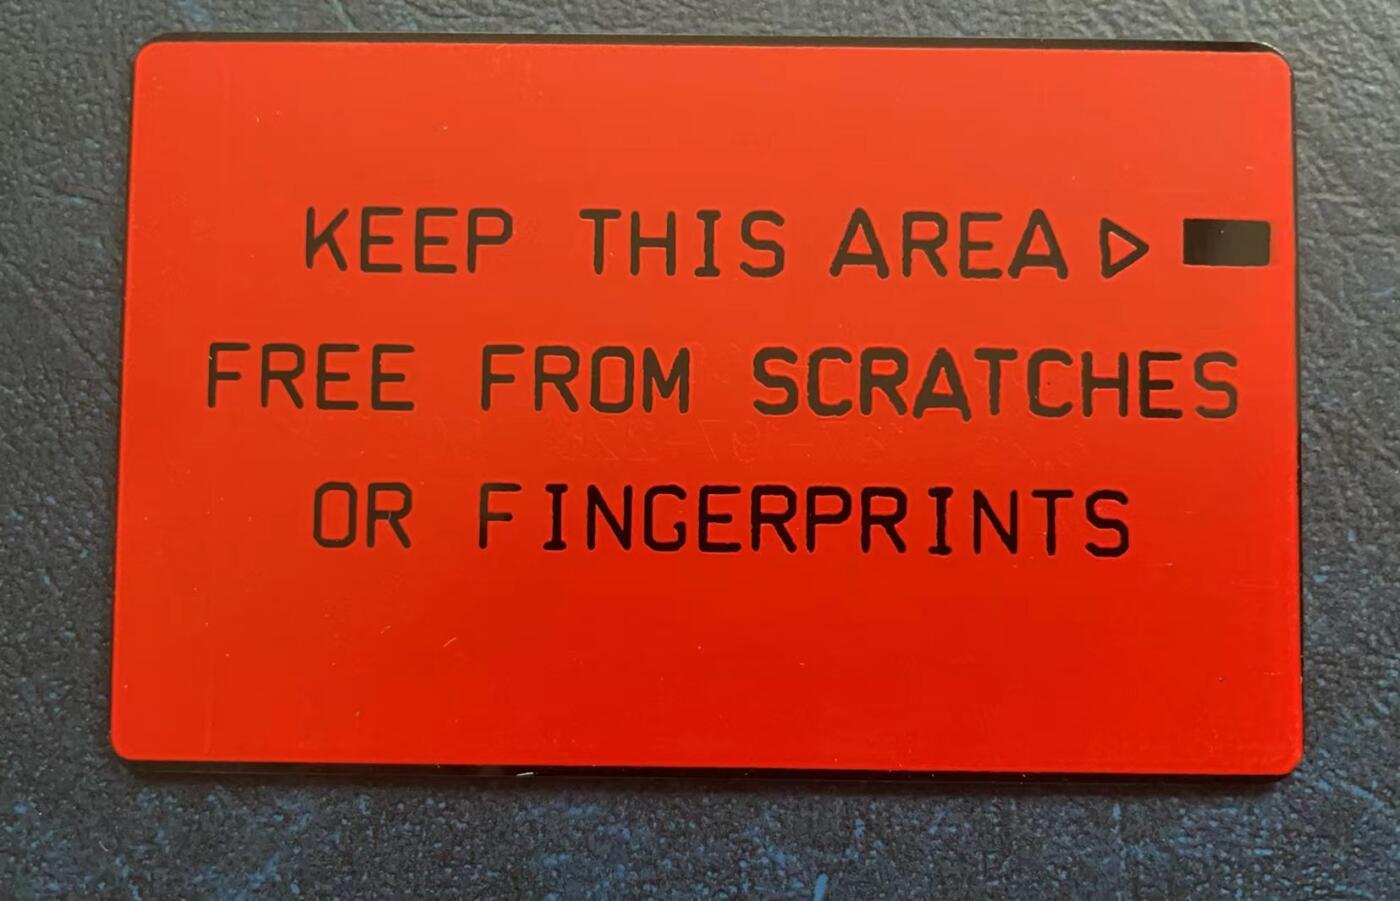 KEEP THIS AREA ▷
FREE FROM SCRATCHES
OR FINGERPRINTS